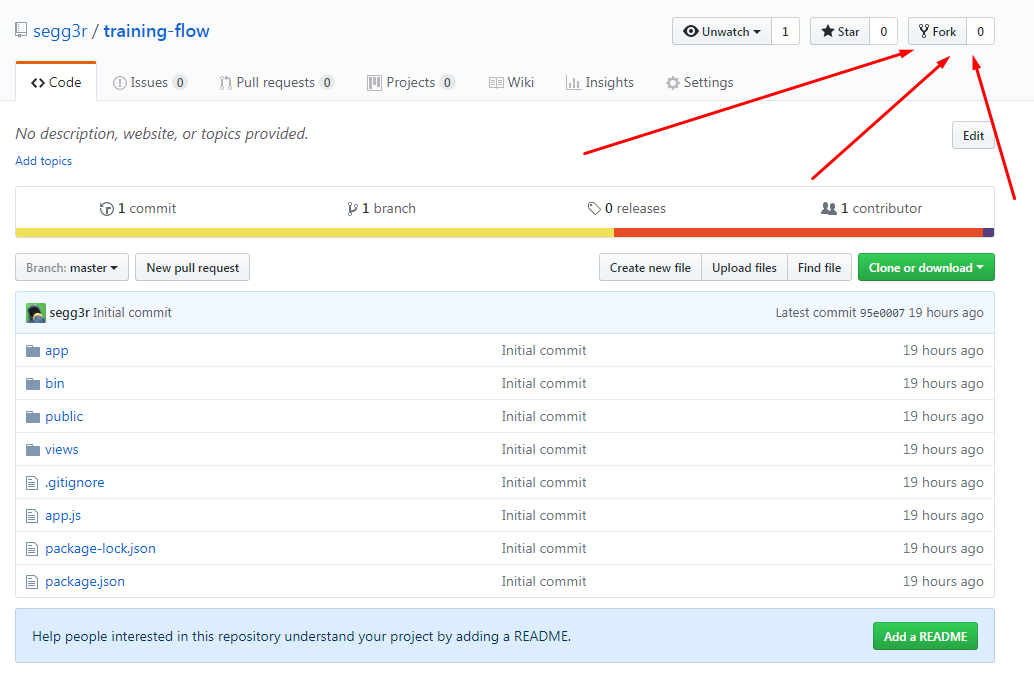 segg3r / training-flow Unwatch 1 Star 0 Fork 0
Code Issues 0 Pull requests 0 Projects 0 Wiki Insights Settings
No description, website, or topics provided. Edit
Add topics
1 commit 1 branch 0 releases 1 contributor
Branch: master New pull request Create new file Upload files Find file Clone or download
segg3r Initial commit Latest commit 95e0007 19 hours ago
app Initial commit 19 hours ago
bin Initial commit 19 hours ago
public Initial commit 19 hours ago
views Initial commit 19 hours ago
.gitignore Initial commit 19 hours ago
app.js Initial commit 19 hours ago
package-lock.json Initial commit 19 hours ago
package.json Initial commit 19 hours ago
Help people interested in this repository understand your project by adding a README. Add a README